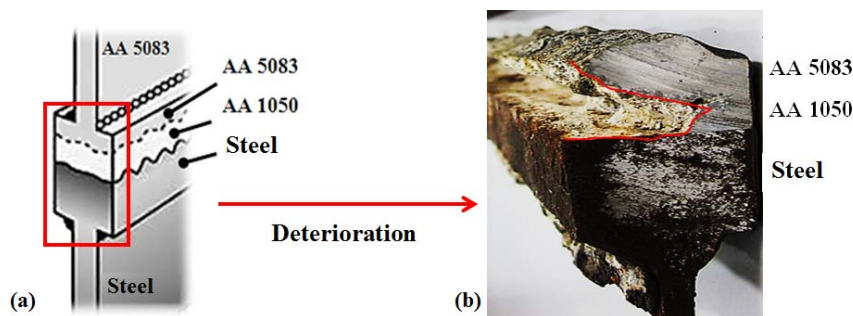 AA 5083
AA 5083
AA 1050
Steel
Steel
(a)
Deterioration
AA 5083
AA 1050
Steel
(b)